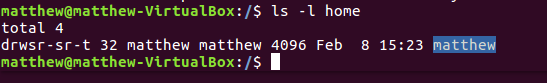 matthew@matthew-VirtualBox:/$ ls -l home
total 4
drwsr-sr-t 32 matthew matthew 4096 Feb  8 15:23 matthew
matthew@matthew-VirtualBox:/$